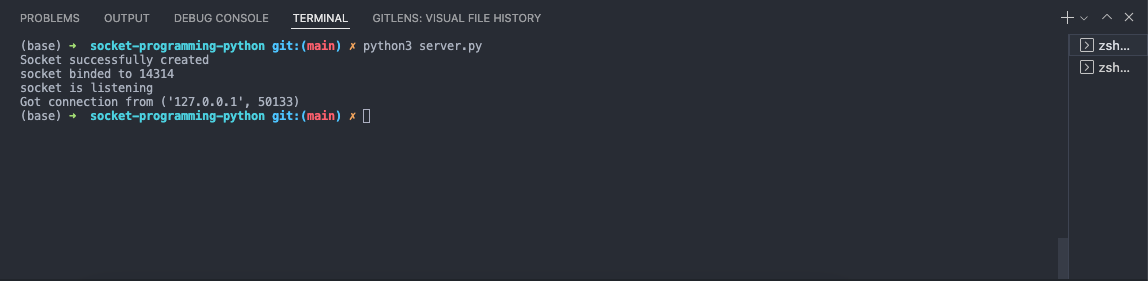 PROBLEMS OUTPUT DEBUG CONSOLE TERMINAL GITLENS: VISUAL FILE HISTORY
(base) ➜ socket-programming-python git:(main) ✗ python3 server.py
Socket successfully created
socket binded to 14314
socket is listening
Got connection from ('127.0.0.1', 50133)
(base) ➜ socket-programming-python git:(main) ✗
zsh...
zsh...